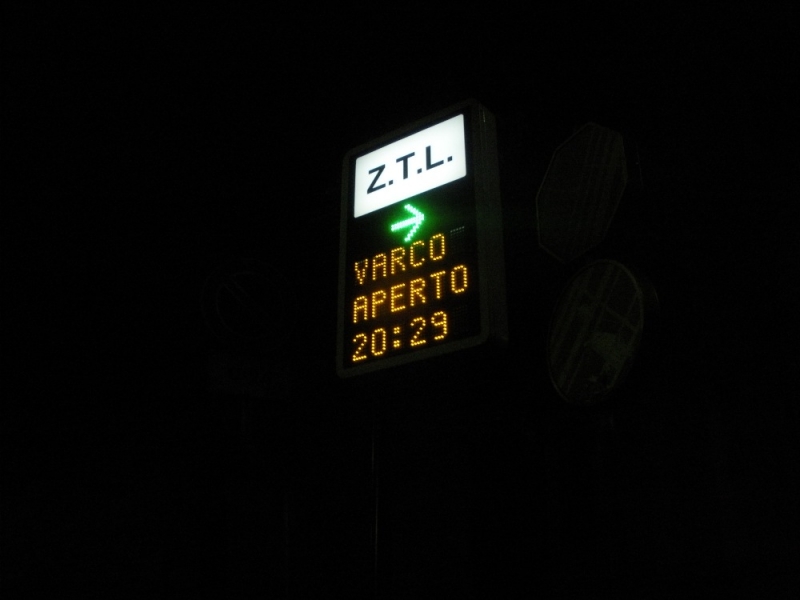 Z.T.L.
VARCO
APERTO
20:29